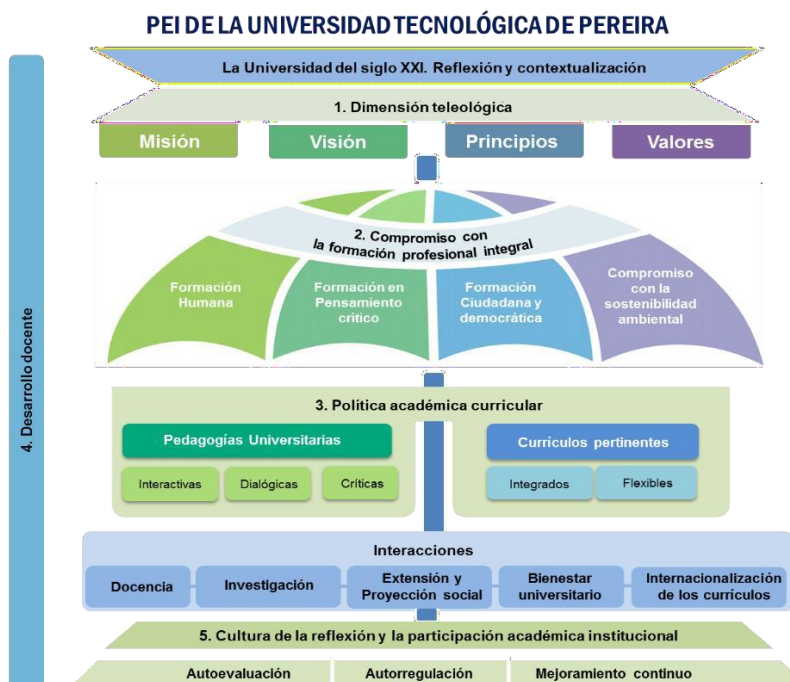 PEI DE LA UNIVERSIDAD TECNOLÓGICA DE PEREIRA
La Universidad del siglo XXI. Reflexión y contextualización
1. Dimensión teleológica
Misión
Visión
Principios
Valores
2. Compromiso con
la formación profesional integral
Formación
Humana
Formación en
Pensamiento
crítico
Formación
Ciudadana y
democrática
Compromiso
con la
sostenibilidad
ambiental
3. Política académica curricular
Pedagogías Universitarias
Interactivas
Dialógicas
Críticas
Currículos pertinentes
Integrados
Flexibles
4. Desarrollo docente
Interacciones
Docencia
Investigación
Extensión y
Proyección social
Bienestar
universitario
Internacionalización
de los currículos
5. Cultura de la reflexión y la participación académica institucional
Autoevaluación
Autorregulación
Mejoramiento continuo